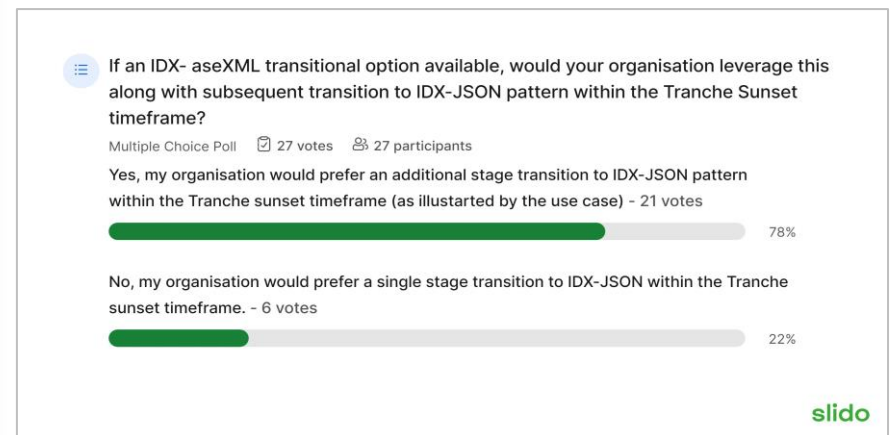 If an IDX- aseXML transitional option available, would your organisation leverage this
along with subsequent transition to IDX-JSON pattern within the Tranche Sunset
timeframe?
Multiple Choice Poll 27 votes 27 participants
Yes, my organisation would prefer an additional stage transition to IDX-JSON pattern
within the Tranche sunset timeframe (as illustarted by the use case) - 21 votes
78%
No, my organisation would prefer a single stage transition to IDX-JSON within the Tranche
sunset timeframe. - 6 votes
22%
slido